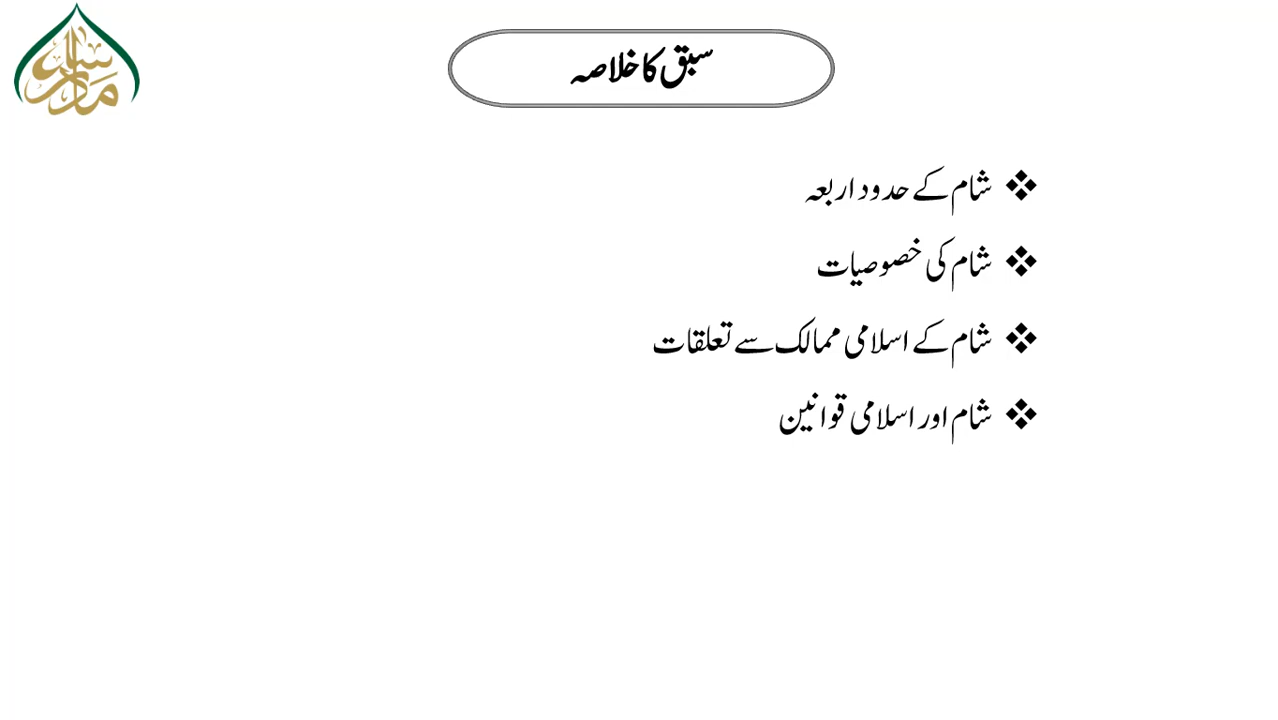 سبق کا خلاصہ
شام کے حدود اربعہ
شام کی خصوصیات
شام کے اسلامی ممالک سے تعلقات
شام اور اسلامی قوانین